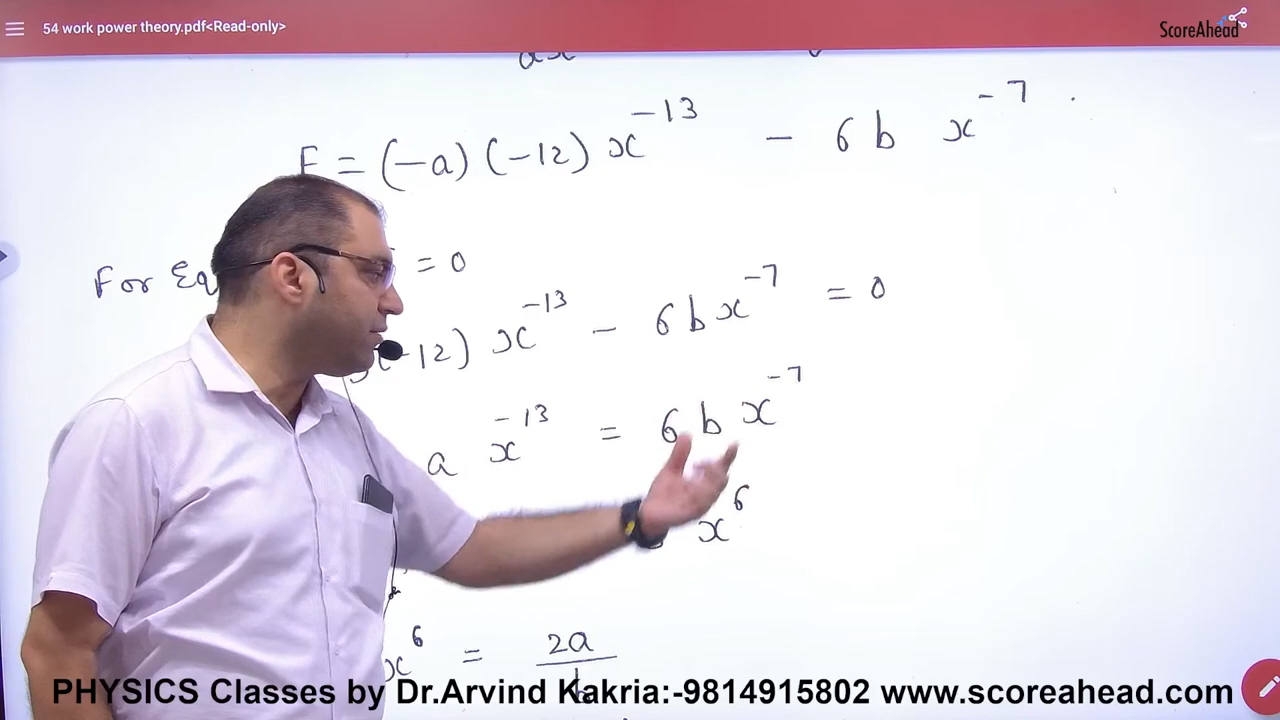 54 work power theory.pdf<Read-only>
ScoreAhead
F = (-a) (-12) x^-13 - 6 b x^-7
For Eq = 0
-12) x^-13 - 6 b x^-7 = 0
a x^-13 = 6 b x^-7
x^6
x^6 = 2a/b
PHYSICS Classes by Dr.Arvind Kakria:-9814915802 www.scoreahead.com